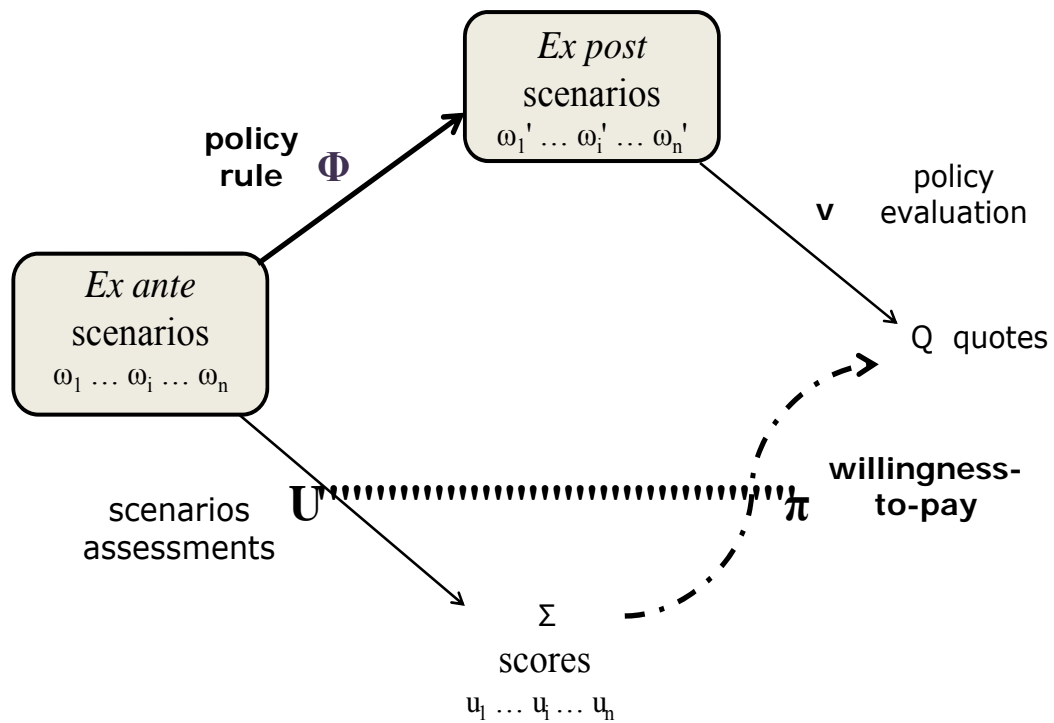 Ex post
scenarios
ω₁' … ωᵢ' … ωₙ'
policy
rule Φ
policy
v evaluation
Ex ante
scenarios
ω₁ … ωᵢ … ωₙ
Q quotes
willingness-
to-pay
U
π
scenarios
assessments
Σ
scores
u₁ … uᵢ … uₙ